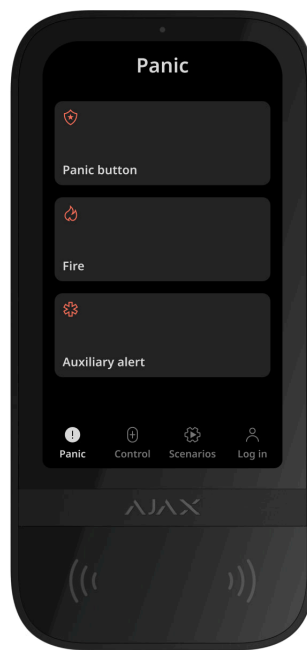 Panic
Panic button
Fire
Auxiliary alert
Panic Control Scenarios Log in
AJAX